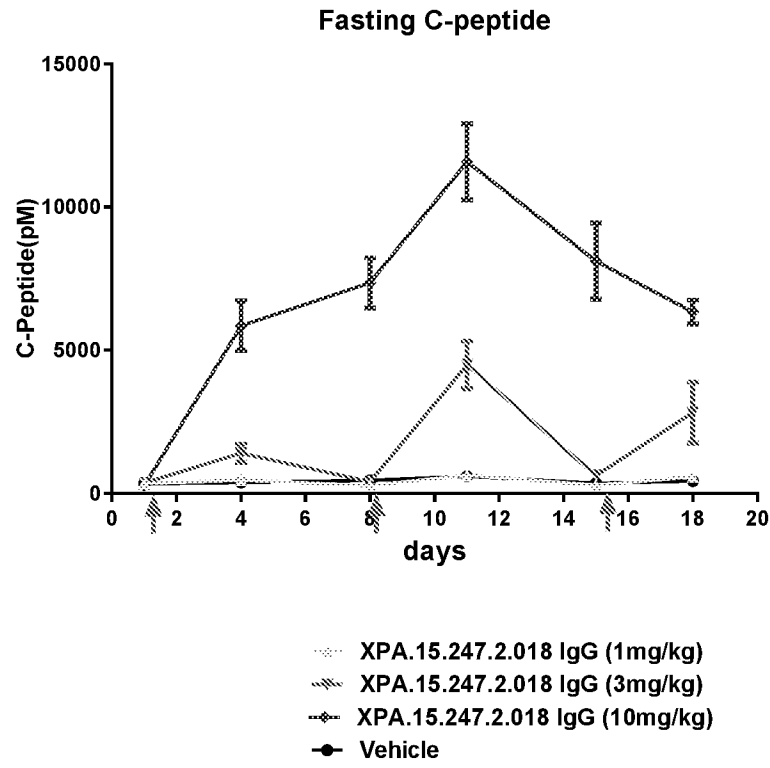 Fasting C-peptide
15000
10000
5000
0
C-Peptide(pM)
0 2 4 6 8 10 12 14 16 18 20
days
XPA.15.247.2.018 IgG (1mg/kg)
XPA.15.247.2.018 IgG (3mg/kg)
XPA.15.247.2.018 IgG (10mg/kg)
Vehicle